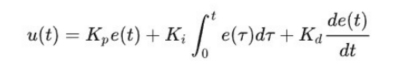 u(t) = K_p e(t) + K_i ∫_0^t e(τ)dτ + K_d de(t)/dt